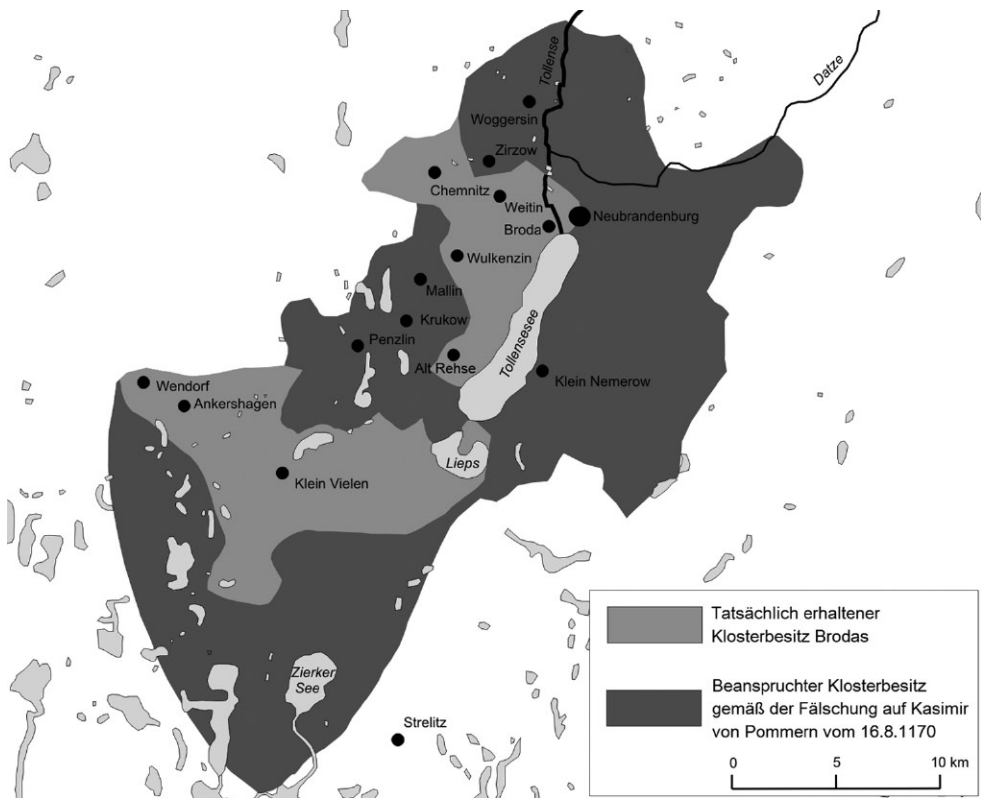 Tollense
Datze
Woggersin
Zirzow
Chemnitz
Weitin
Neubrandenburg
Broda
Wulkenzin
Mallin
Krukow
Tollensesee
Penzlin
Alt Rehse
Klein Nemerow
Wendorf
Ankershagen
Lieps
Klein Vielen
Zierker
See
Strelitz
Tatsächlich erhaltener
Klosterbesitz Brodas
Beanspruchter Klosterbesitz
gemäß der Fälschung auf Kasimir
von Pommern vom 16.8.1170
0 5 10 km